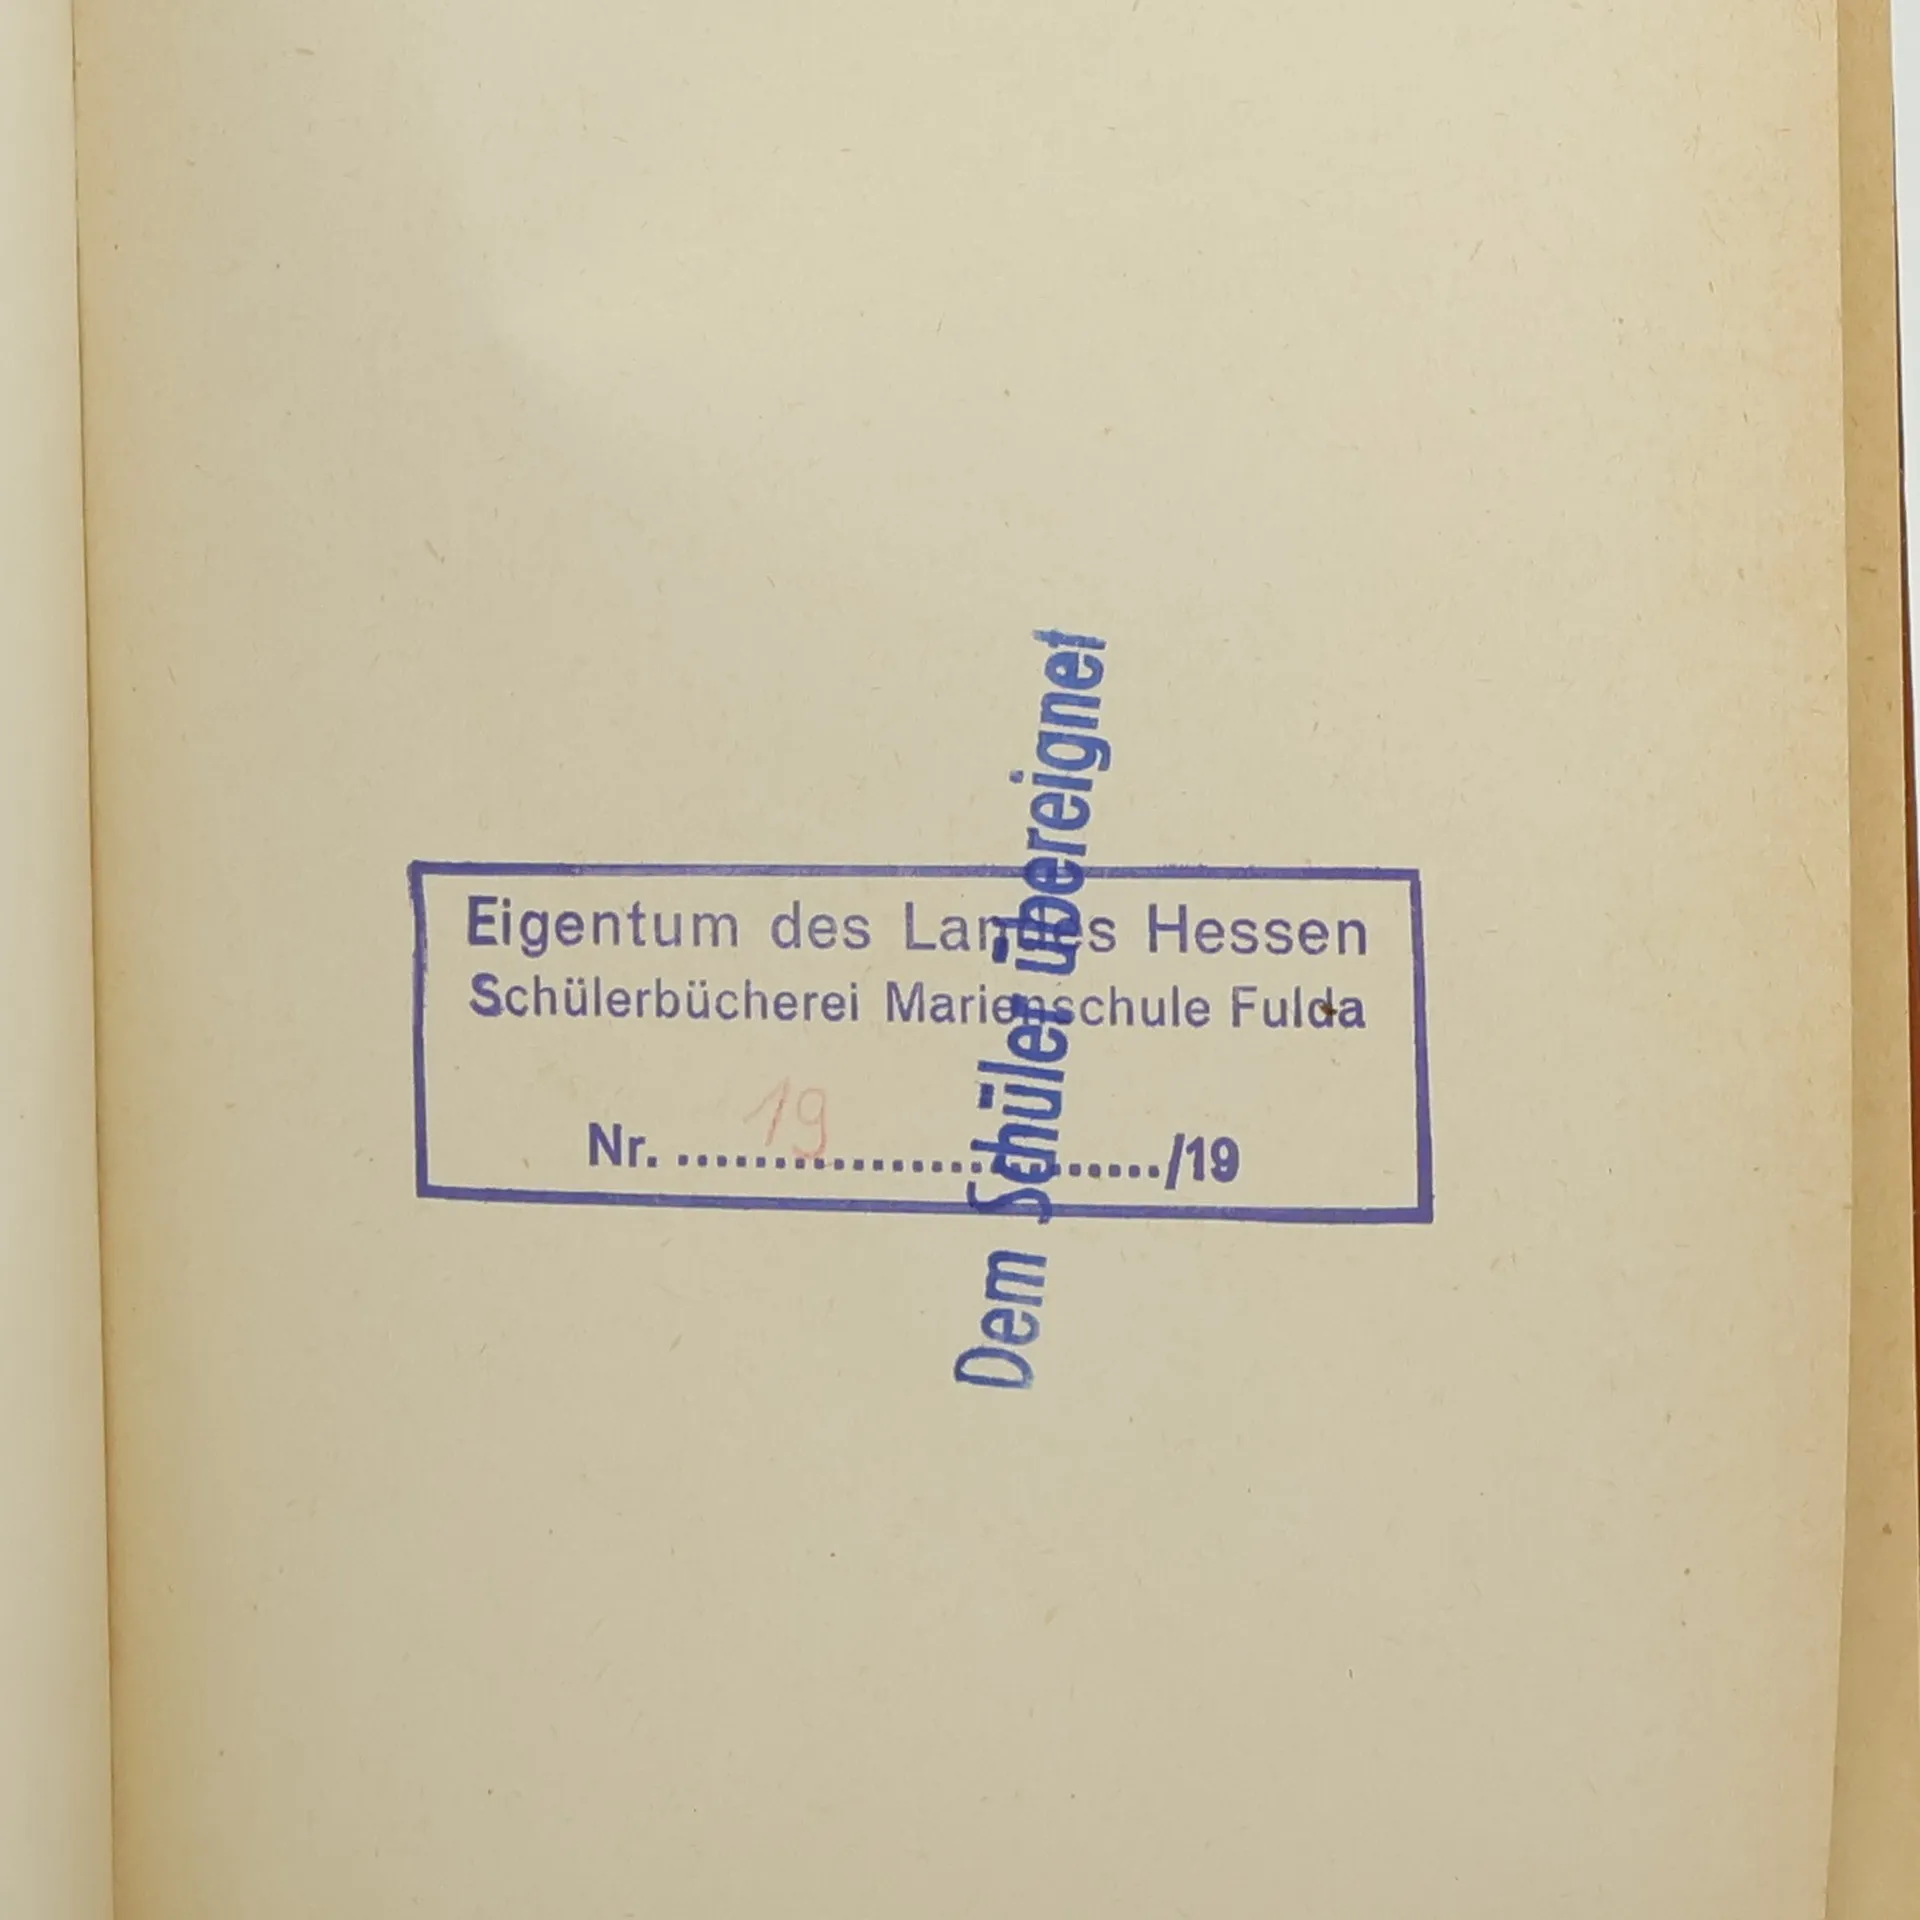 Eigentum des Landes Hessen
Schülerbücherei Marienschule Fulda
Nr. 19 ........................ /19
Dem Schüler übereignet